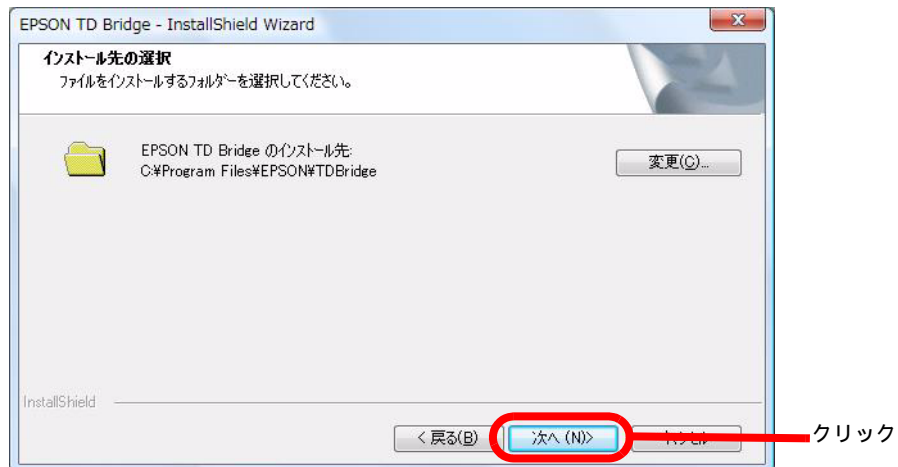 EPSON TD Bridge - InstallShield Wizard
インストール先の選択
ファイルをインストールするフォルダーを選択してください。
EPSON TD Bridge のインストール先:
C:¥Program Files¥EPSON¥TDBridge
変更(C)...
InstallShield
< 戻る(B)
次へ (N)>
クリック